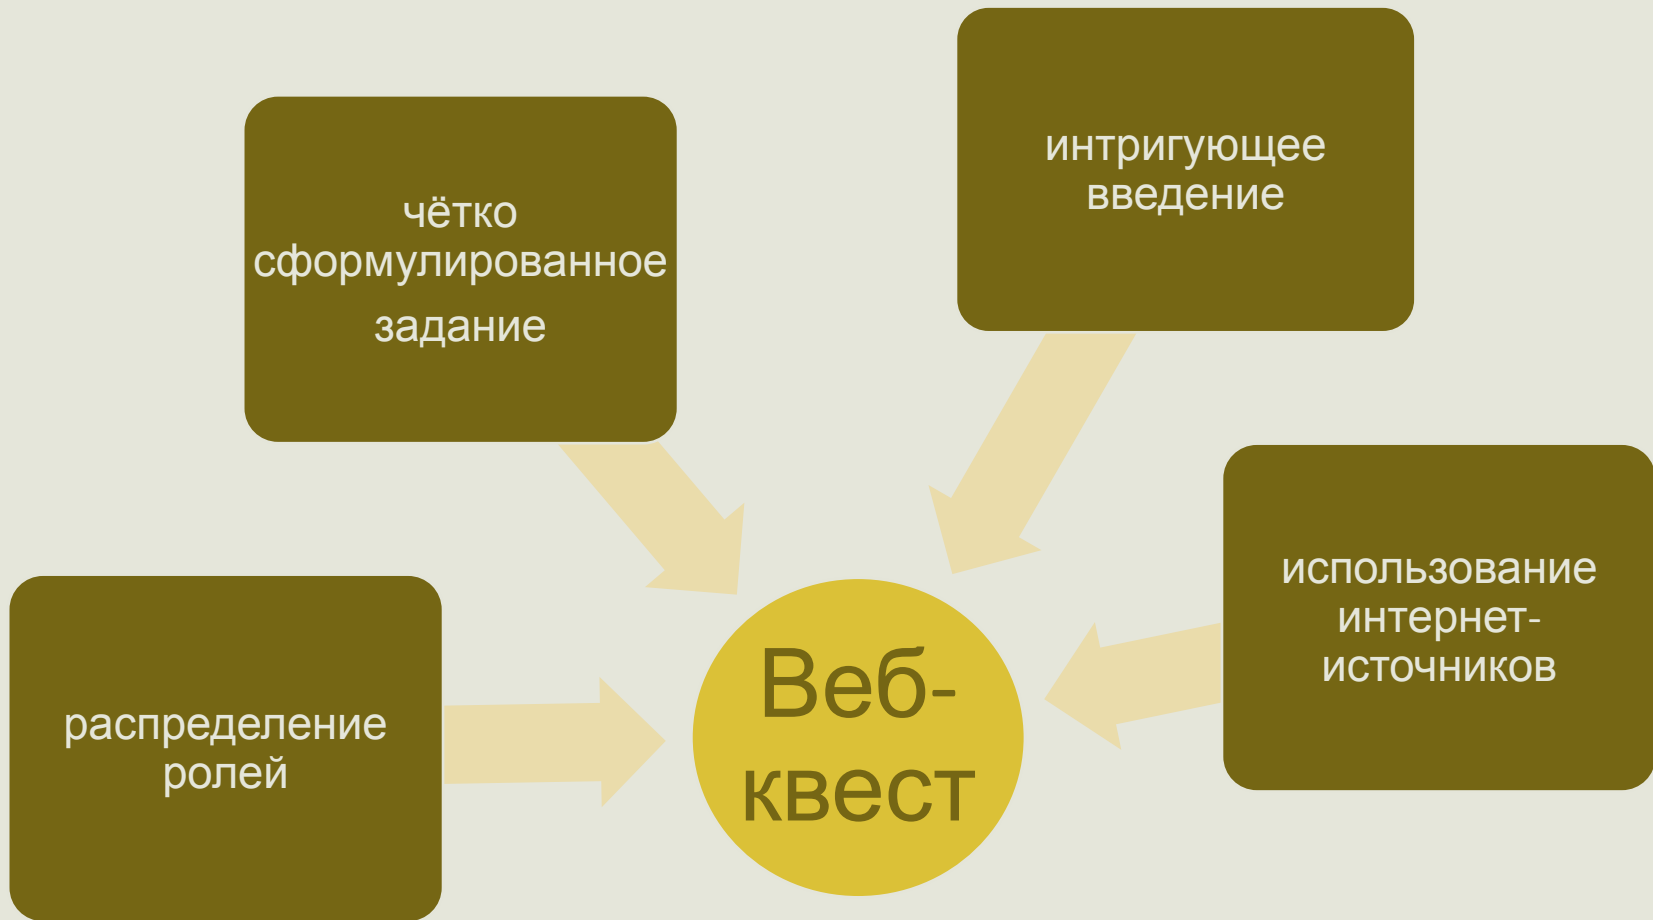 интригующее
введение
чётко
сформулированное
задание
использование
интернет-
источников
распределение
ролей
Веб-
квест